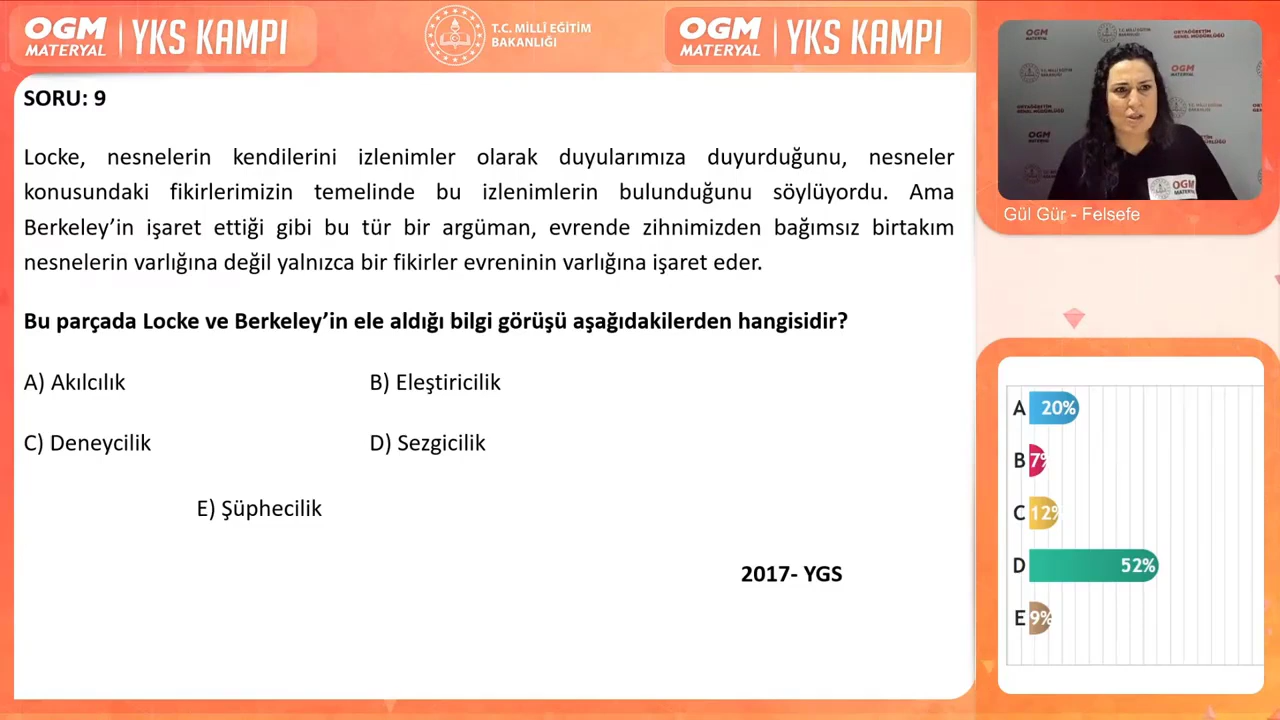 OGM MATERYAL YKS KAMPI
T.C. MİLLÎ EĞİTİM BAKANLIĞI
OGM MATERYAL YKS KAMPI
SORU: 9
Locke, nesnelerin kendilerini izlenimler olarak duyularımıza duyurduğunu, nesneler
konusundaki fikirlerimizin temelinde bu izlenimlerin bulunduğunu söylüyordu. Ama
Berkeley’in işaret ettiği gibi bu tür bir argüman, evrende zihnimizden bağımsız birtakım
nesnelerin varlığına değil yalnızca bir fikirler evreninin varlığına işaret eder.
Bu parçada Locke ve Berkeley’in ele aldığı bilgi görüşü aşağıdakilerden hangisidir?
A) Akılcılık B) Eleştiricilik
C) Deneycilik D) Sezgicilik
E) Şüphecilik
2017- YGS
Gül Gür - Felsefe
A 20%
B 7%
C 12%
D 52%
E 9%